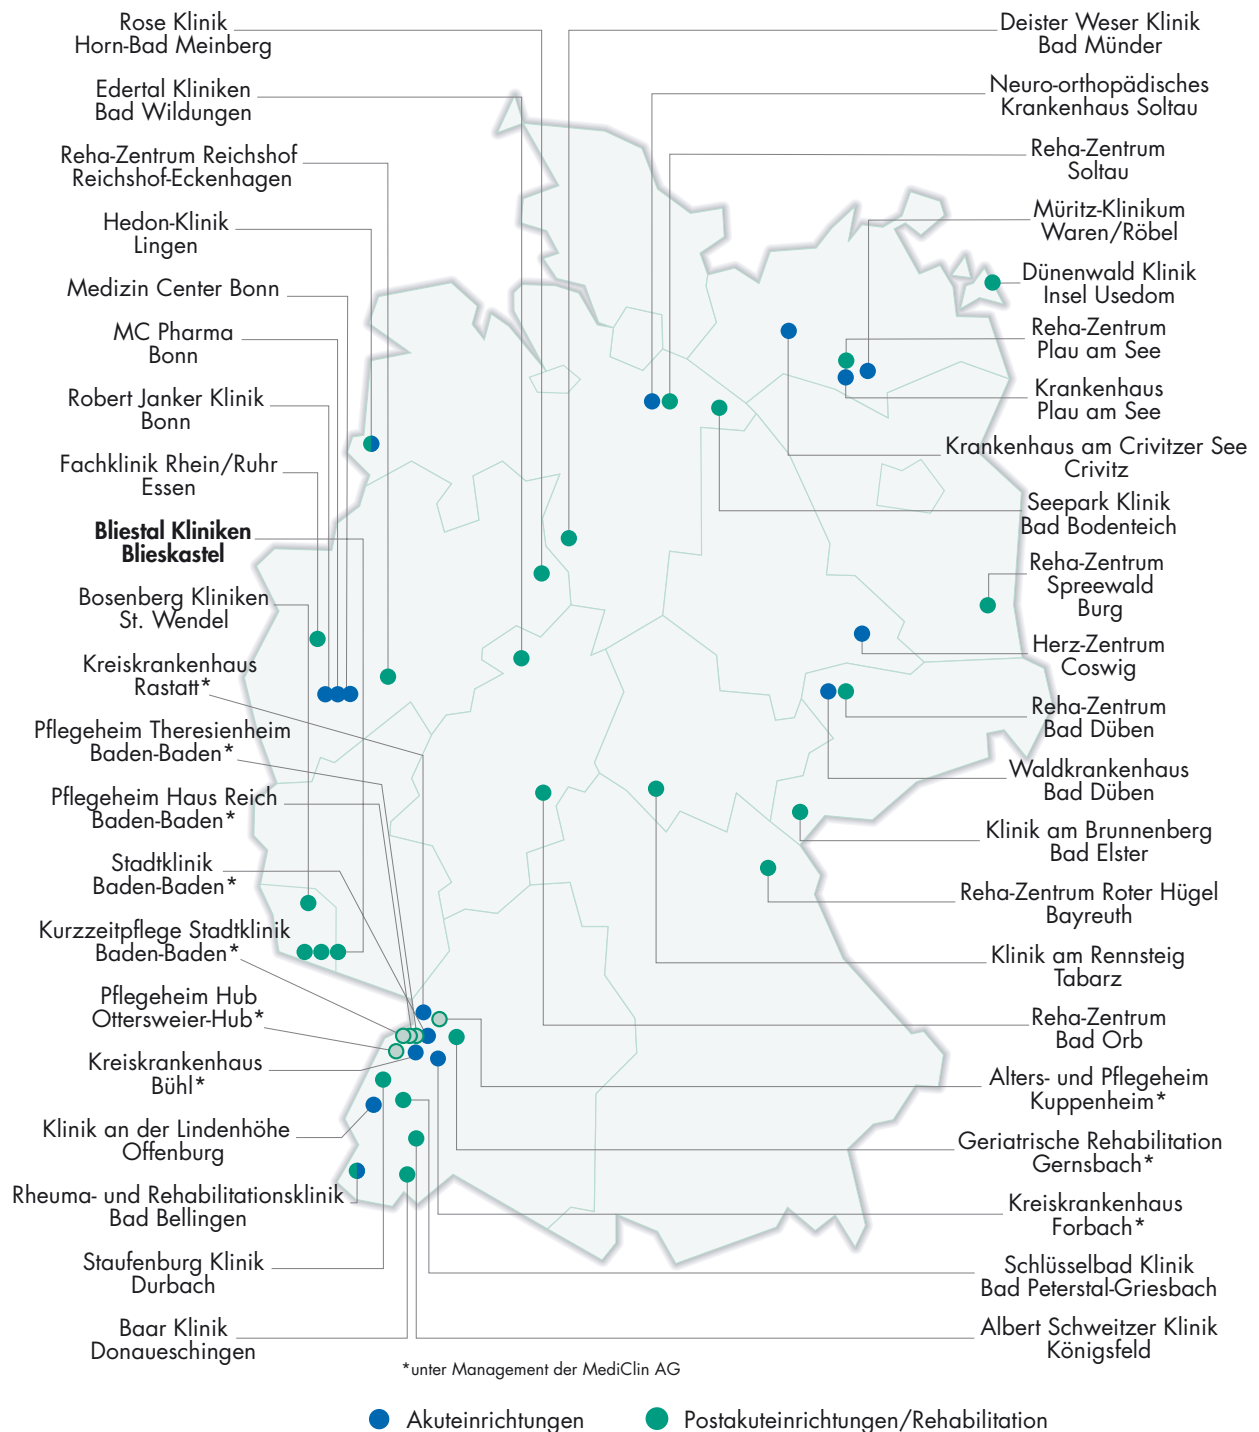 Rose Klinik
Horn-Bad Meinberg
Edertal Kliniken
Bad Wildungen
Reha-Zentrum Reichshof
Reichshof-Eckenhagen
Hedon-Klinik
Lingen
Medizin Center Bonn
MC Pharma
Bonn
Robert Janker Klinik
Bonn
Fachklinik Rhein/Ruhr
Essen
Bliestal Kliniken
Blieskastel
Bosenberg Kliniken
St. Wendel
Kreiskrankenhaus
Rastatt*
Pflegeheim Theresienheim
Baden-Baden*
Pflegeheim Haus Reich
Baden-Baden*
Stadtklinik
Baden-Baden*
Kurzzeitpflege Stadtklinik
Baden-Baden*
Pflegeheim Hub
Ottersweier-Hub*
Kreiskrankenhaus
Bühl*
Klinik an der Lindenhöhe
Offenburg
Rheuma- und Rehabilitationsklinik
Bad Bellingen
Staufenburg Klinik
Durbach
Baar Klinik
Donaueschingen
Deister Weser Klinik
Bad Münder
Neuro-orthopädisches
Krankenhaus Soltau
Reha-Zentrum
Soltau
Müritz-Klinikum
Waren/Röbel
Dünenwald Klinik
Insel Usedom
Reha-Zentrum
Plau am See
Krankenhaus
Plau am See
Krankenhaus am Crivitzer See
Crivitz
Seepark Klinik
Bad Bodenteich
Reha-Zentrum
Spreewald
Burg
Herz-Zentrum
Coswig
Reha-Zentrum
Bad Düben
Waldkrankenhaus
Bad Düben
Klinik am Brunnenberg
Bad Elster
Reha-Zentrum Roter Hügel
Bayreuth
Klinik am Rennsteig
Tabarz
Reha-Zentrum
Bad Orb
Alters- und Pflegeheim
Kuppenheim*
Geriatrische Rehabilitation
Gernsbach*
Kreiskrankenhaus
Forbach*
Schlüsselbad Klinik
Bad Peterstal-Griesbach
Albert Schweitzer Klinik
Königsfeld
*unter Management der MediClin AG
Akuteinrichtungen
Postakuteinrichtungen/Rehabilitation